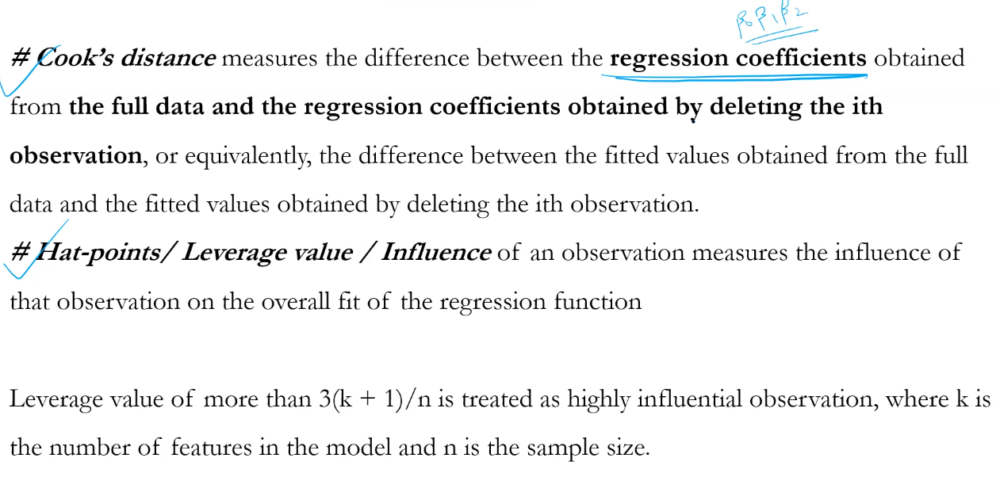 β₀ β₁ β₂
# Cook's distance measures the difference between the regression coefficients obtained
from the full data and the regression coefficients obtained by deleting the ith
observation, or equivalently, the difference between the fitted values obtained from the full
data and the fitted values obtained by deleting the ith observation.
# Hat-points/ Leverage value / Influence of an observation measures the influence of
that observation on the overall fit of the regression function
Leverage value of more than 3(k + 1)/n is treated as highly influential observation, where k is
the number of features in the model and n is the sample size.